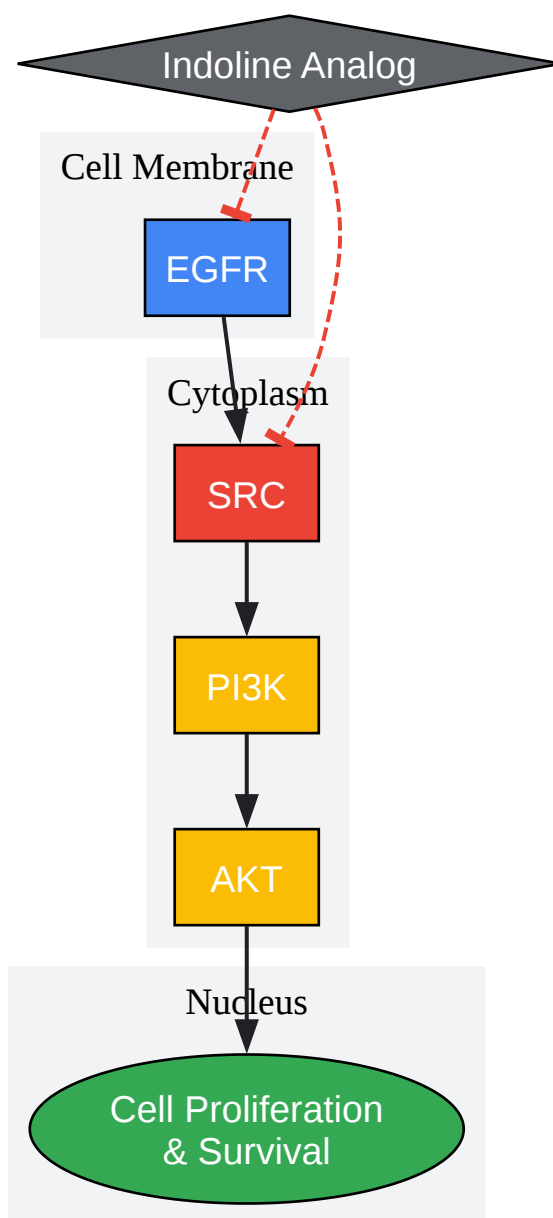 Indoline Analog
Cell Membrane
EGFR
Cytoplasm
SRC
PI3K
AKT
Nucleus
Cell Proliferation
& Survival